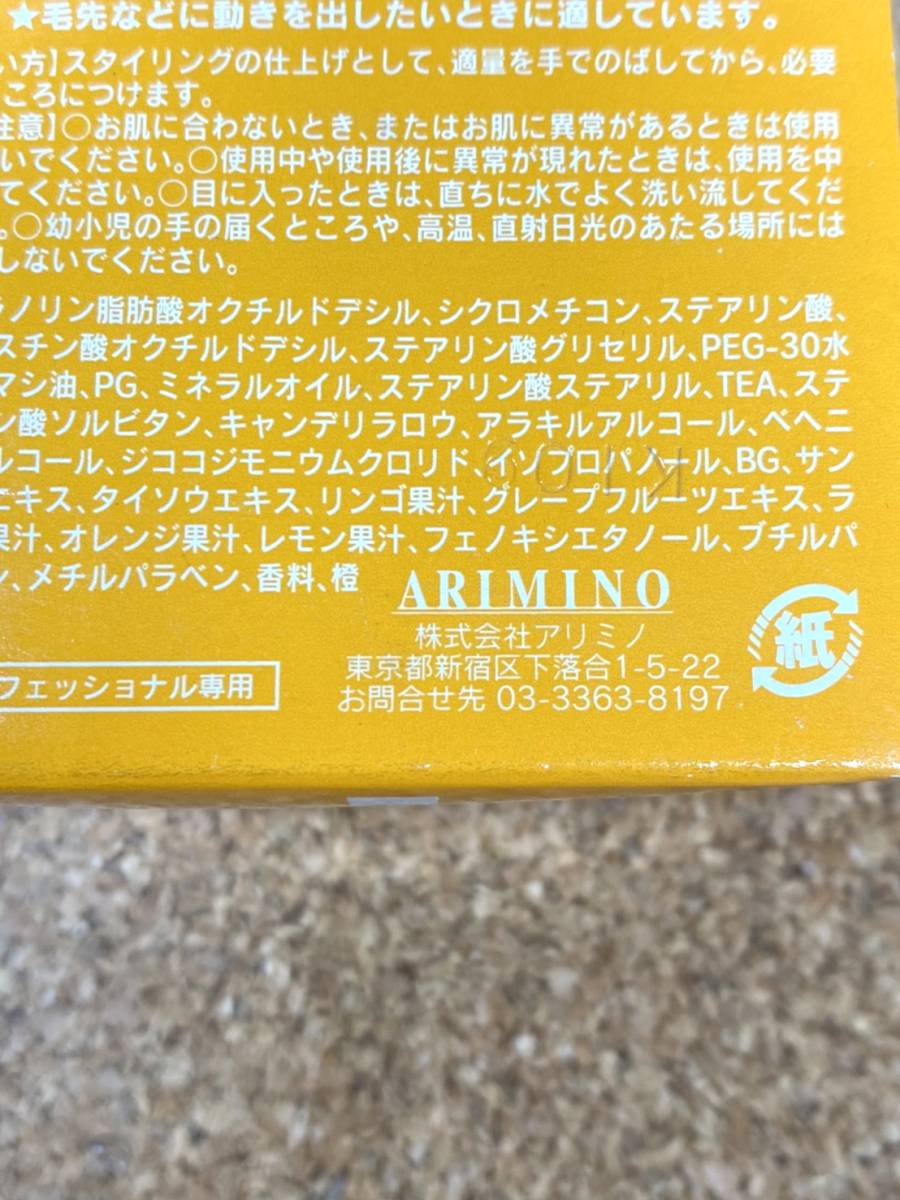 ★毛先などに動きを出したいときに適しています。
い方】スタイリングの仕上げとして、適量を手でのばしてから、必要
ころにつけます。
注意】○お肌に合わないとき、またはお肌に異常があるときは使用
いでください。○使用中や使用後に異常が現れたときは、使用を中
てください。○目に入ったときは、直ちに水でよく洗い流してくだ
。○幼小児の手の届くところや、高温、直射日光のあたる場所には
しないでください。
ラノリン脂肪酸オクチルドデシル、シクロメチコン、ステアリン酸、
スチン酸オクチルドデシル、ステアリン酸グリセリル、PEG-30水
マシ油、PG、ミネラルオイル、ステアリン酸ステアリル、TEA、ステ
ン酸ソルビタン、キャンデリラロウ、アラキルアルコール、ベヘニ
ルコール、ジココジモニウムクロリド、イソプロパノール、BG、サン
エキス、タイソウエキス、リンゴ果汁、グレープフルーツエキス、ラ
果汁、オレンジ果汁、レモン果汁、フェノキシエタノール、ブチルパ
ン、メチルパラベン、香料、橙
ARIMINO
株式会社アリミノ
東京都新宿区下落合1-5-22
お問合せ先 03-3363-8197
紙
フェッショナル専用